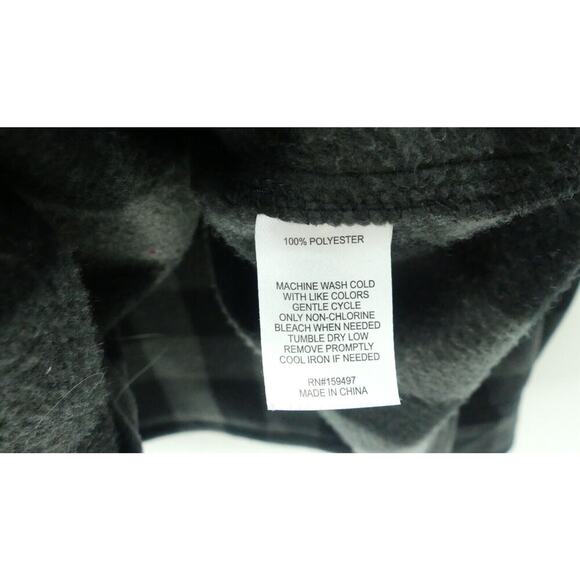 100% POLYESTER
MACHINE WASH COLD
WITH LIKE COLORS
GENTLE CYCLE
ONLY NON-CHLORINE
BLEACH WHEN NEEDED
TUMBLE DRY LOW
REMOVE PROMPTLY
COOL IRON IF NEEDED
RN#159497
MADE IN CHINA